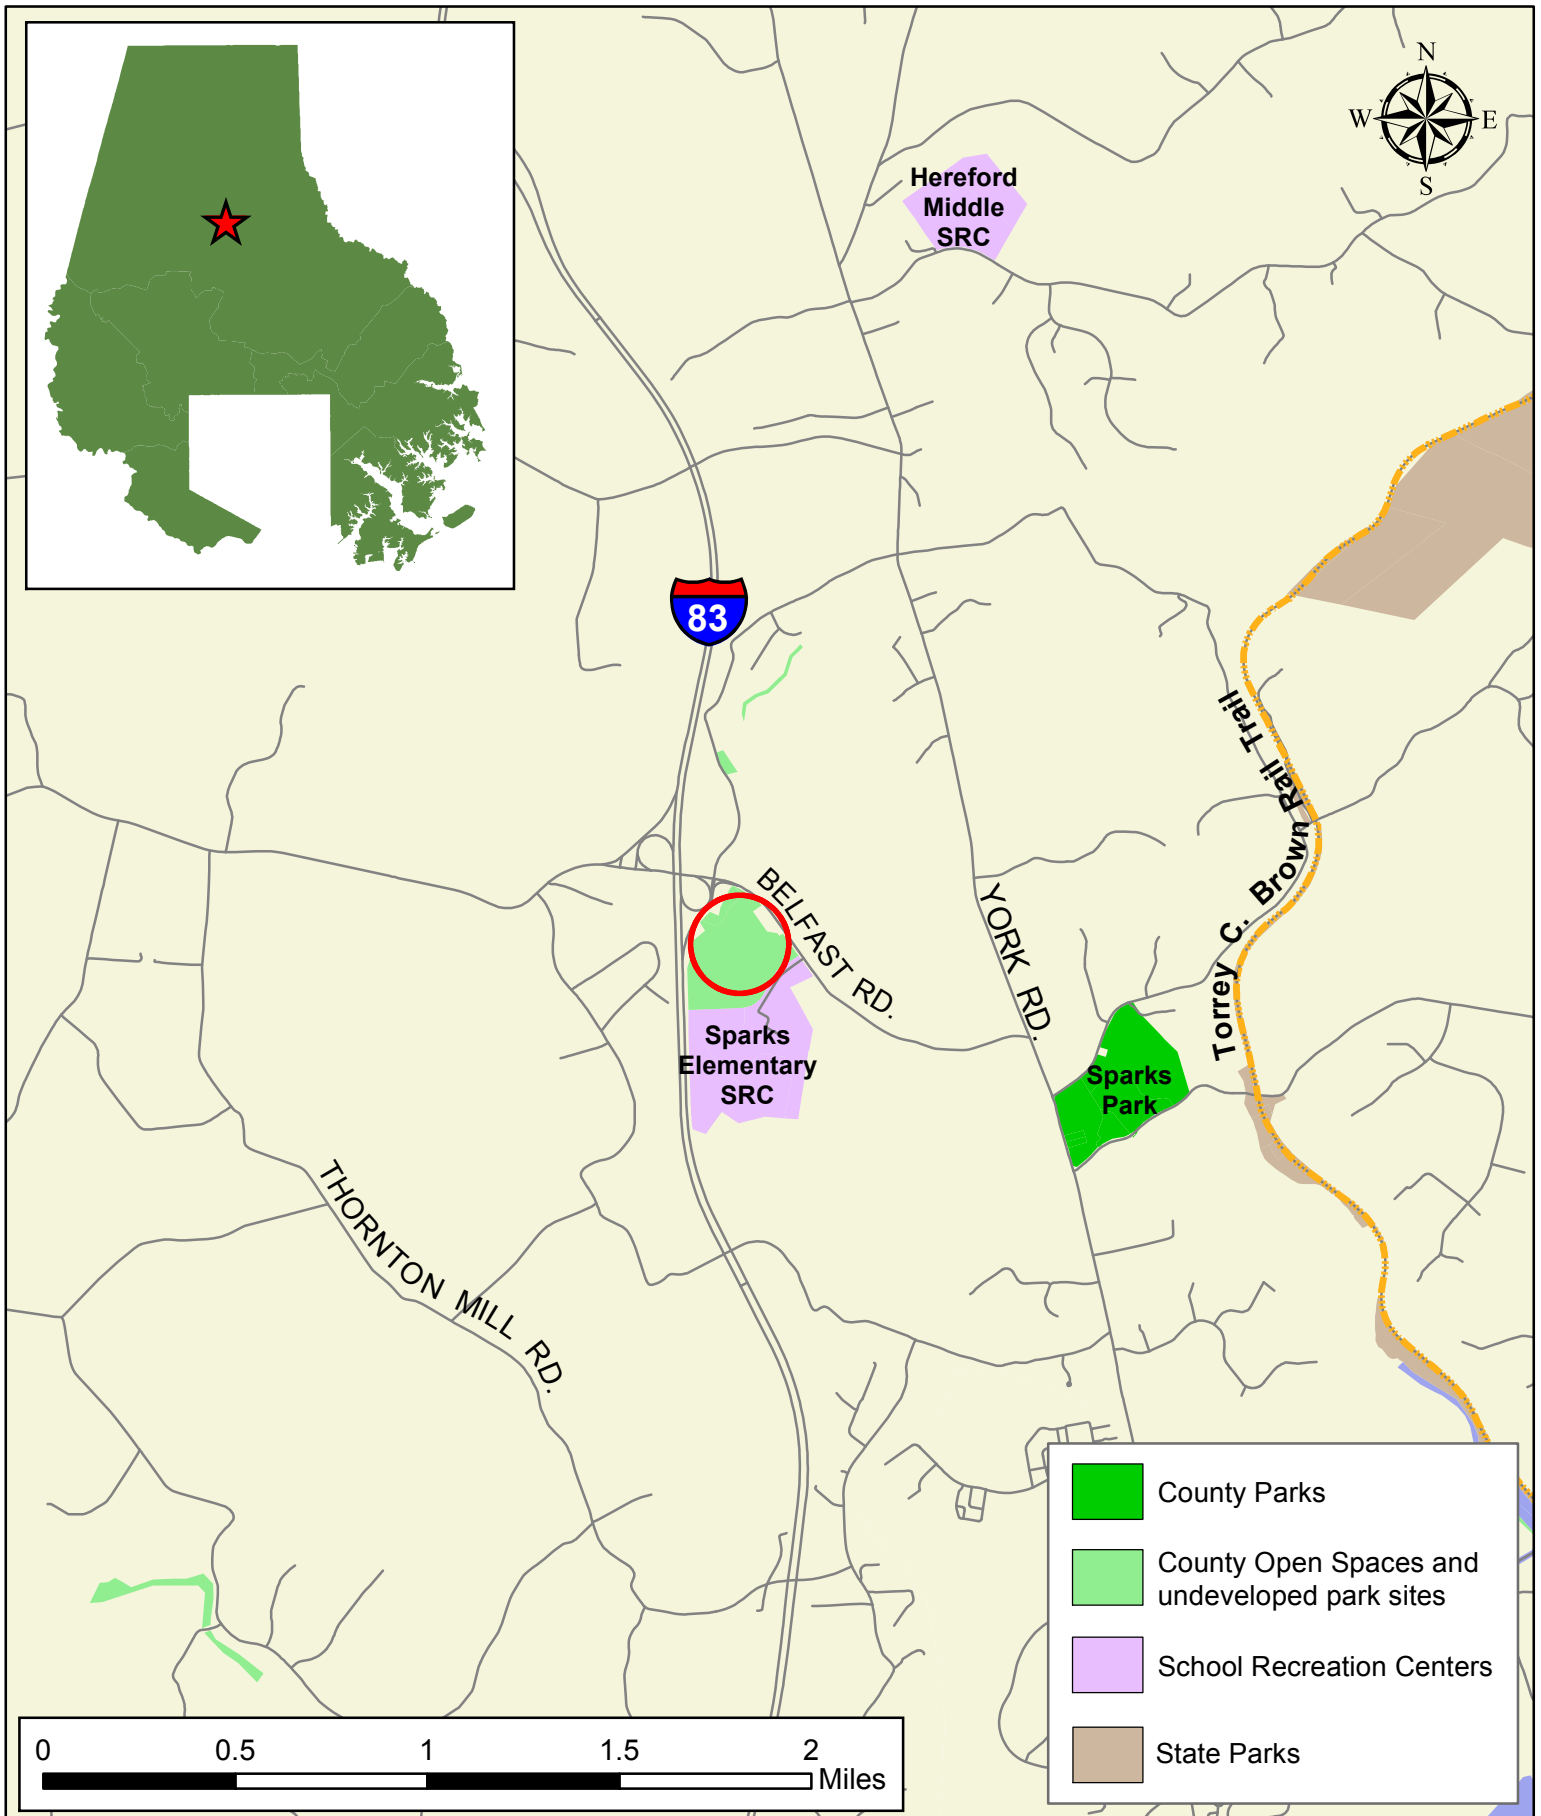 N
W
E
S
Hereford
Middle
SRC
83
Torrey C. Brown Rail Trail
BELFAST RD.
YORK RD.
Sparks
Elementary
SRC
Sparks
Park
THORNTON MILL RD.
County Parks
County Open Spaces and
undeveloped park sites
School Recreation Centers
State Parks
0 0.5 1 1.5 2
Miles